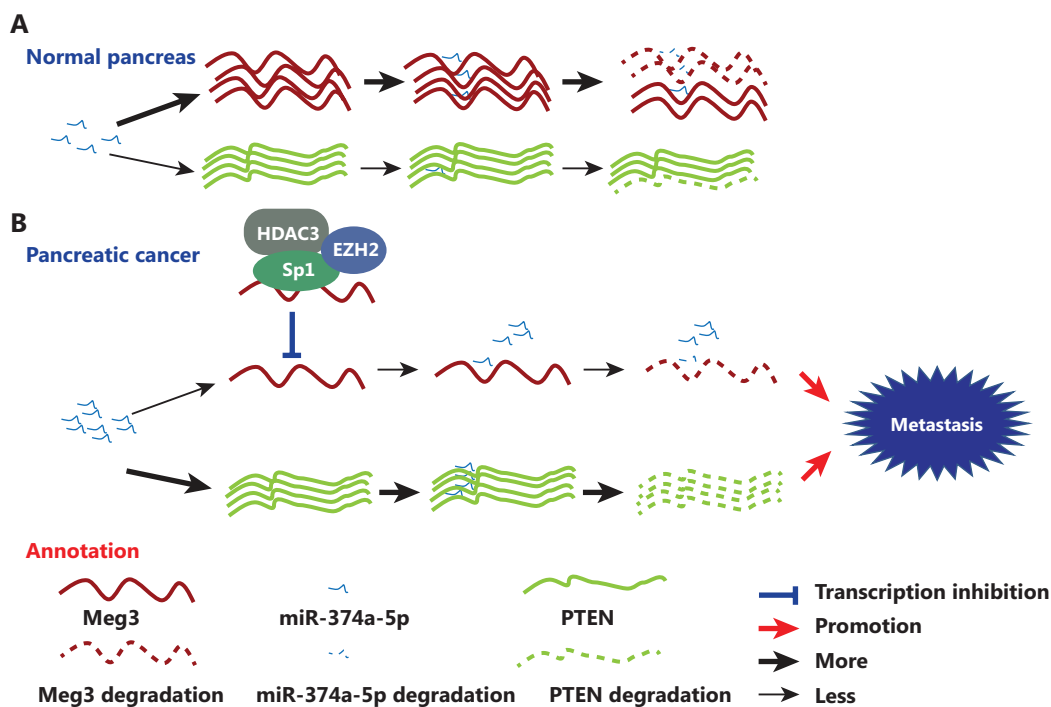 A
Normal pancreas
B
Pancreatic cancer
HDAC3
EZH2
Sp1
Metastasis
Annotation
Meg3
miR-374a-5p
PTEN
Meg3 degradation
miR-374a-5p degradation
PTEN degradation
Transcription inhibition
Promotion
More
Less